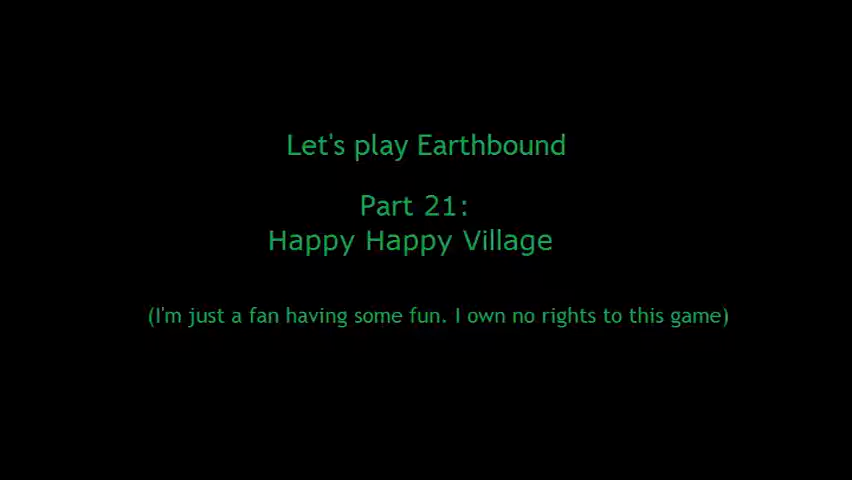 Let's play Earthbound
Part 21:
Happy Happy Village
(I'm just a fan having some fun. I own no rights to this game)